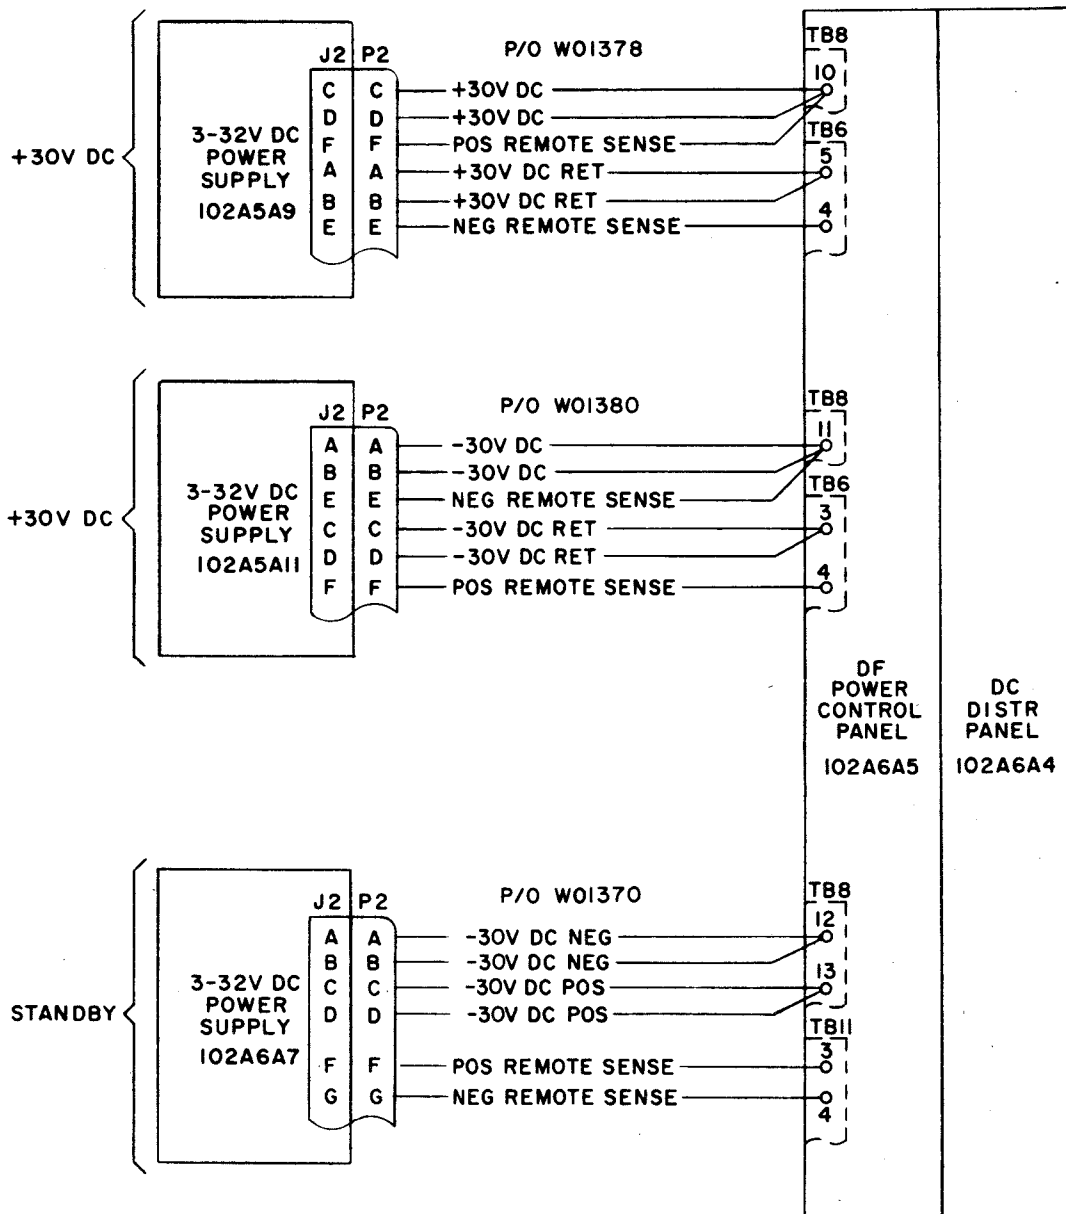 +30V DC
3-32V DC
POWER
SUPPLY
102A5A9
J2 P2
P/O W01378
C C +30V DC
D D +30V DC
F F POS REMOTE SENSE
A A +30V DC RET
B B +30V DC RET
E E NEG REMOTE SENSE
TB8
10
TB6
5
4
+30V DC
3-32V DC
POWER
SUPPLY
102A5A11
J2 P2
P/O W01380
A A -30V DC
B B -30V DC
E E NEG REMOTE SENSE
C C -30V DC RET
D D -30V DC RET
F F POS REMOTE SENSE
TB8
11
TB6
3
4
DF
POWER
CONTROL
PANEL
102A6A5
DC
DISTR
PANEL
102A6A4
STANDBY
3-32V DC
POWER
SUPPLY
102A6A7
J2 P2
P/O W01370
A A -30V DC NEG
B B -30V DC NEG
C C -30V DC POS
D D -30V DC POS
F F POS REMOTE SENSE
G G NEG REMOTE SENSE
TB8
12
13
TB11
3
4